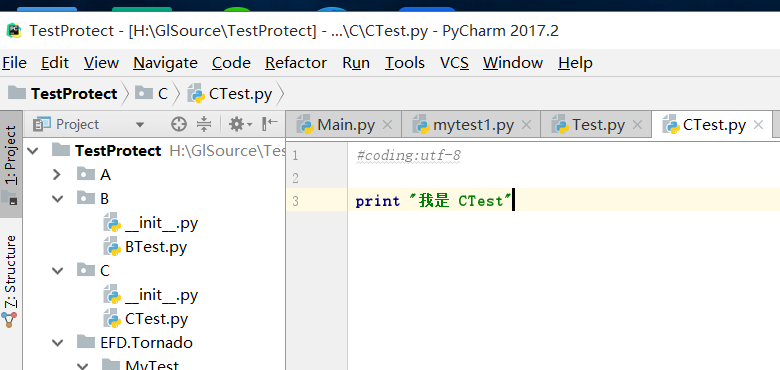 TestProtect - [H:\GlSource\TestProtect] - ...\C\CTest.py - PyCharm 2017.2
File Edit View Navigate Code Refactor Run Tools VCS Window Help
TestProtect C CTest.py
Project
Main.py × mytest1.py × Test.py × CTest.py ×
1: Project
7: Structure
TestProtect H:\GlSource\Tes
A
B
__init__.py
BTest.py
C
__init__.py
CTest.py
EFD.Tornado
MyTest
1 #coding:utf-8
2
3 print "我是 CTest"